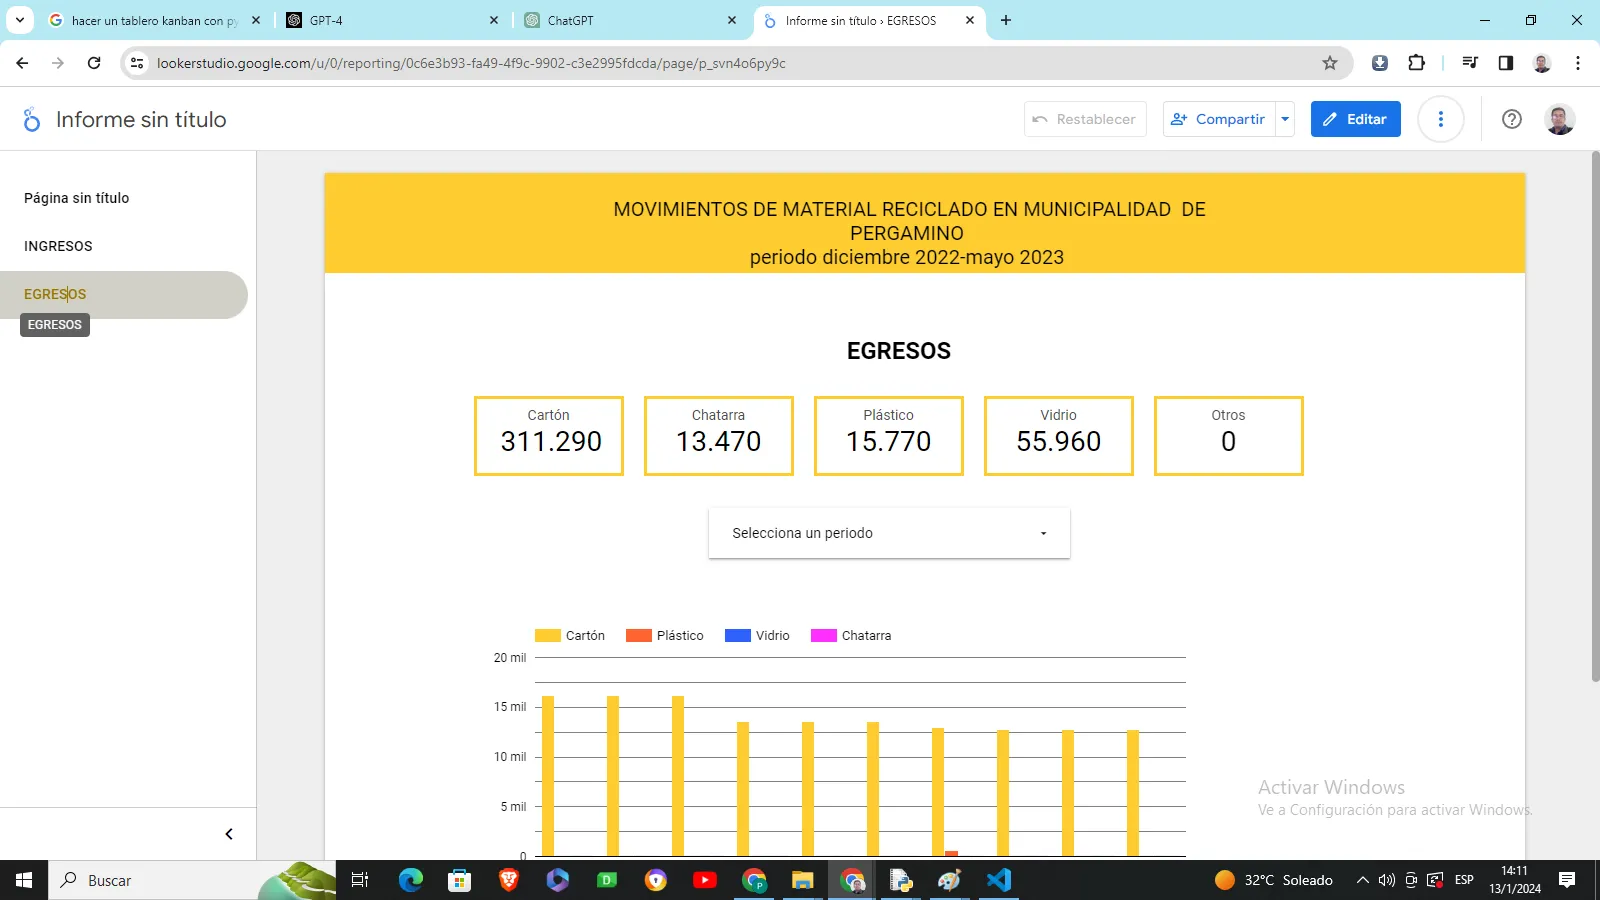 hacer un tablero kanban con py
GPT-4
ChatGPT
Informe sin título › EGRESOS
lookerstudio.google.com/u/0/reporting/0c6e3b93-fa49-4f9c-9902-c3e2995fdcda/page/p_svn4o6py9c
Informe sin título
Restablecer
Compartir
Editar
Página sin título
INGRESOS
EGRESOS
EGRESOS
MOVIMIENTOS DE MATERIAL RECICLADO EN MUNICIPALIDAD DE
PERGAMINO
periodo diciembre 2022-mayo 2023
EGRESOS
Cartón
311.290
Chatarra
13.470
Plástico
15.770
Vidrio
55.960
Otros
0
Selecciona un periodo
Cartón Plástico Vidrio Chatarra
20 mil
15 mil
10 mil
5 mil
0
Activar Windows
Ve a Configuración para activar Windows.
Buscar
32°C Soleado
ESP
14:11
13/1/2024